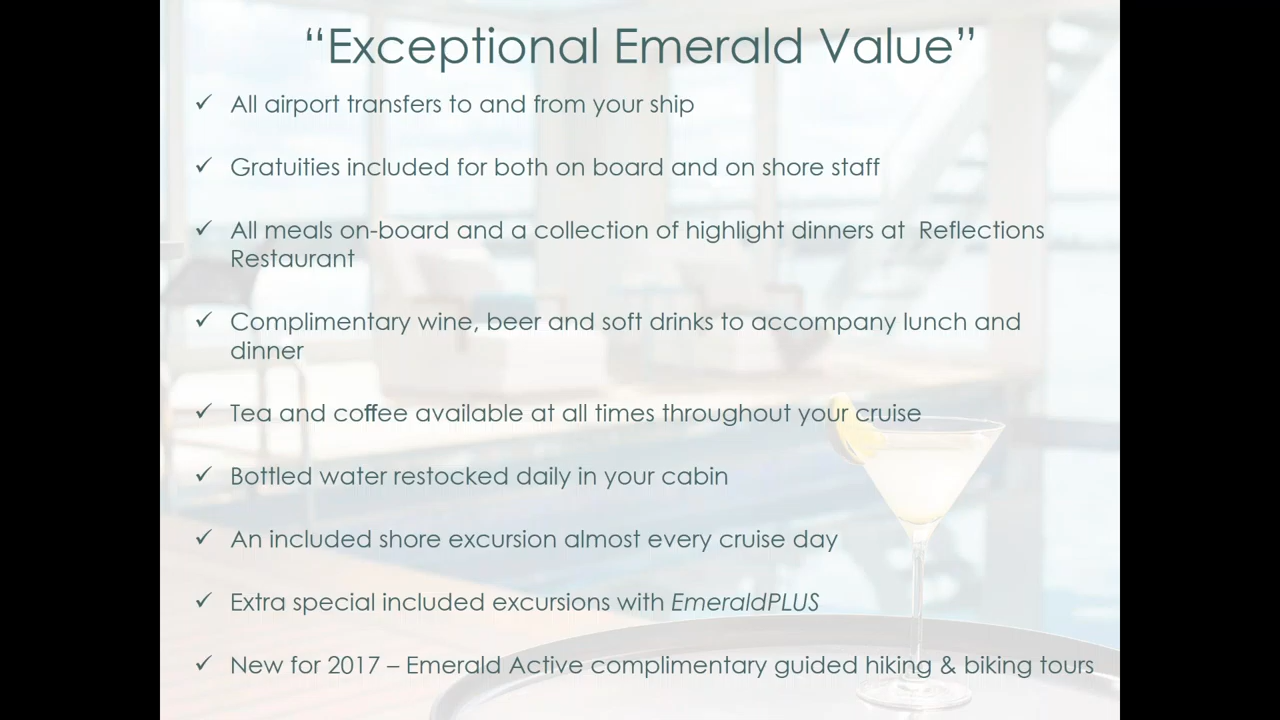 “Exceptional Emerald Value”
✓ All airport transfers to and from your ship
✓ Gratuities included for both on board and on shore staff
✓ All meals on-board and a collection of highlight dinners at  Reflections
Restaurant
✓ Complimentary wine, beer and soft drinks to accompany lunch and
dinner
✓ Tea and coffee available at all times throughout your cruise
✓ Bottled water restocked daily in your cabin
✓ An included shore excursion almost every cruise day
✓ Extra special included excursions with EmeraldPLUS
✓ New for 2017 – Emerald Active complimentary guided hiking & biking tours